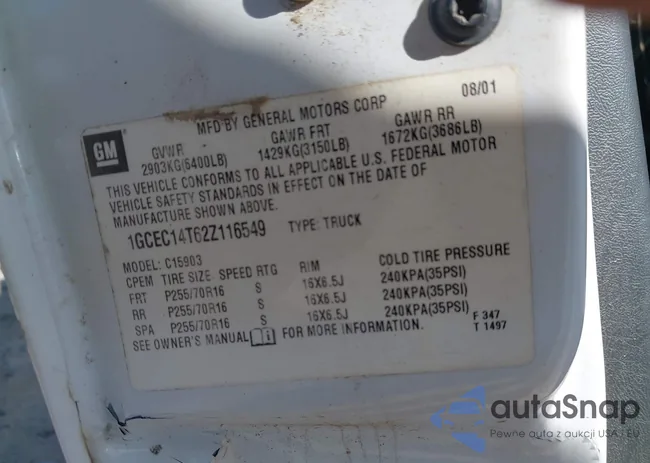 MFD BY GENERAL MOTORS CORP 08/01
GM
GVWR GAWR FRT GAWR RR
2903KG(6400LB) 1429KG(3150LB) 1672KG(3686LB)
THIS VEHICLE CONFORMS TO ALL APPLICABLE U.S. FEDERAL MOTOR
VEHICLE SAFETY STANDARDS IN EFFECT ON THE DATE OF
MANUFACTURE SHOWN ABOVE.
1GCEC14T62Z116549 TYPE: TRUCK
MODEL: C15903
CPEM TIRE SIZE SPEED RTG RIM COLD TIRE PRESSURE
FRT P255/70R16 S 16X6.5J 240KPA(35PSI)
RR P255/70R16 S 16X6.5J 240KPA(35PSI)
SPA P255/70R16 S 16X6.5J 240KPA(35PSI)
SEE OWNER'S MANUAL FOR MORE INFORMATION.
F 347
T 1497
autaSnap
Pewne auta z aukcji USA i EU